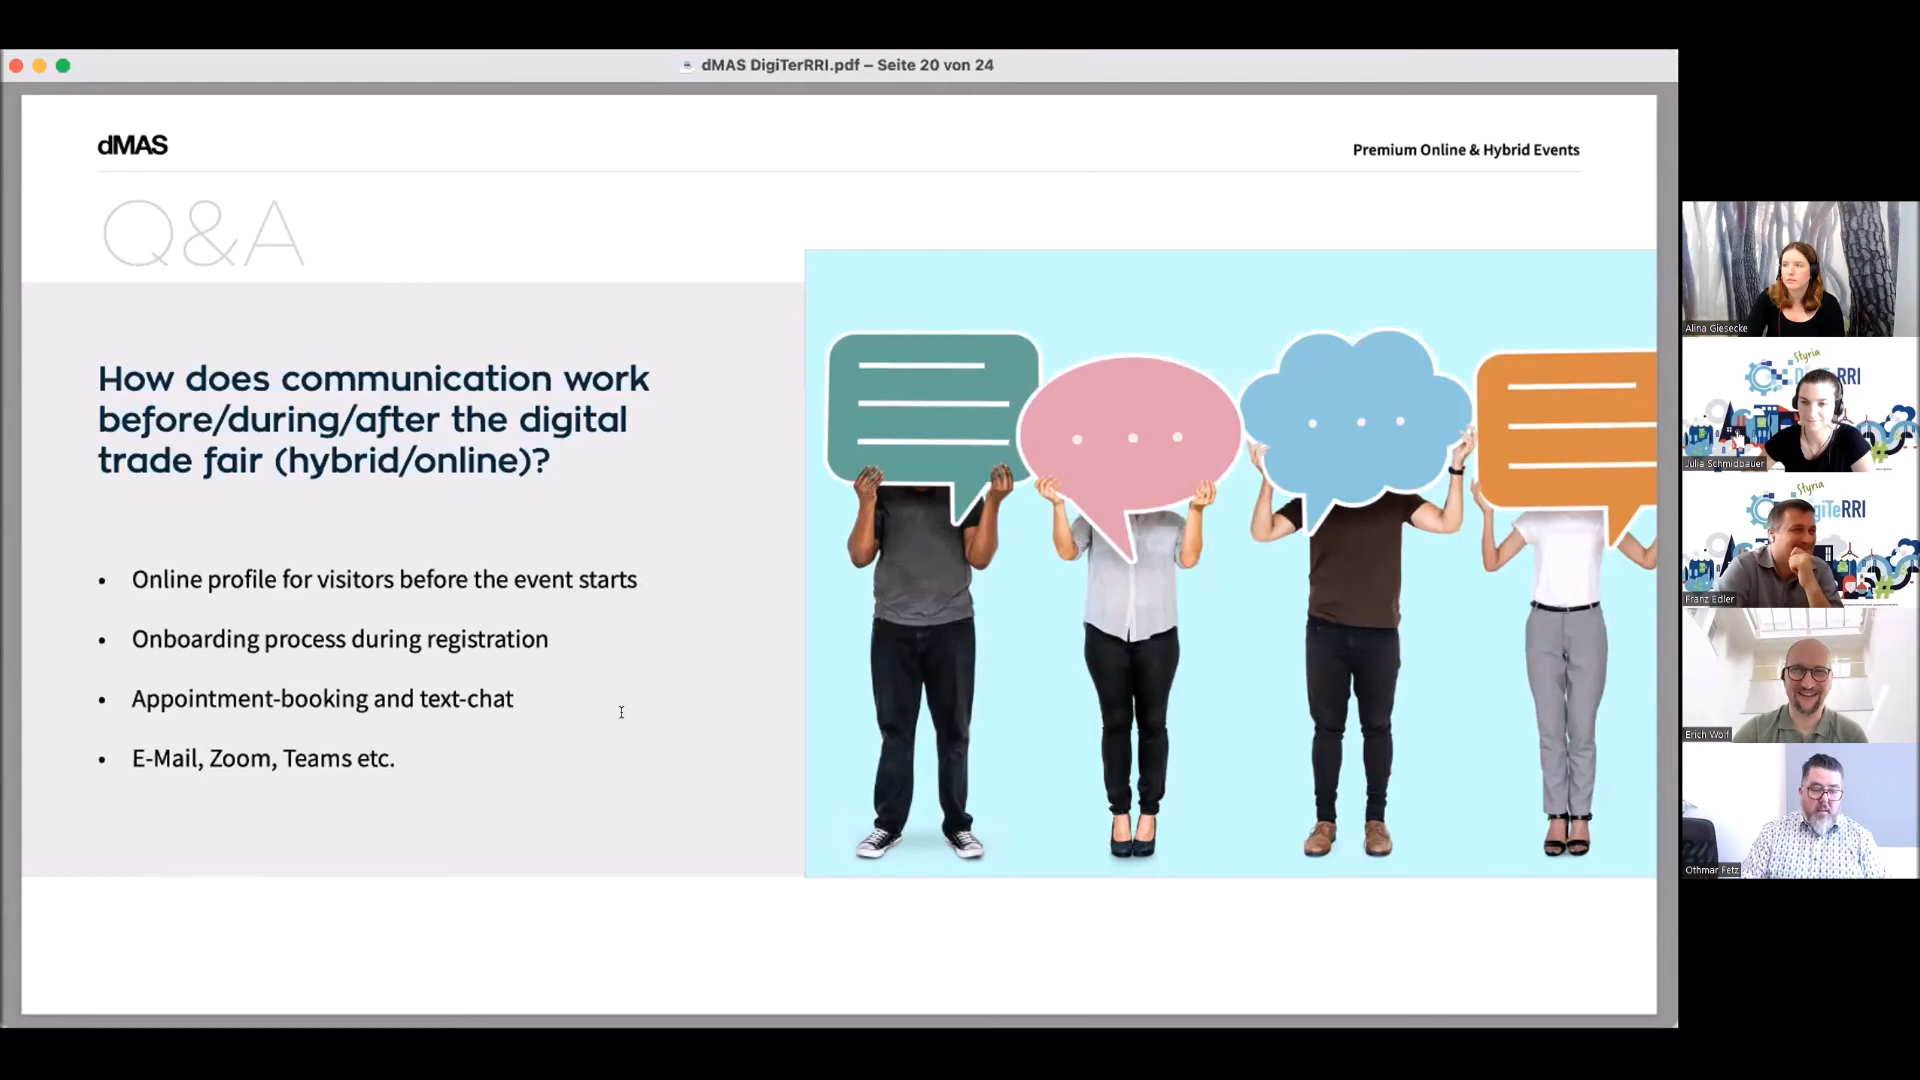 dMAS DigiTerRRI.pdf – Seite 20 von 24
dMAS
Premium Online & Hybrid Events
Q&A
How does communication work
before/during/after the digital
trade fair (hybrid/online)?
• Online profile for visitors before the event starts
• Onboarding process during registration
• Appointment-booking and text-chat
• E-Mail, Zoom, Teams etc.
Alina Giesecke
Styria
RRI
Julia Schmidbauer
Styria
giTeRRI
Franz Edler
Erich Wolf
Othmar Fetz